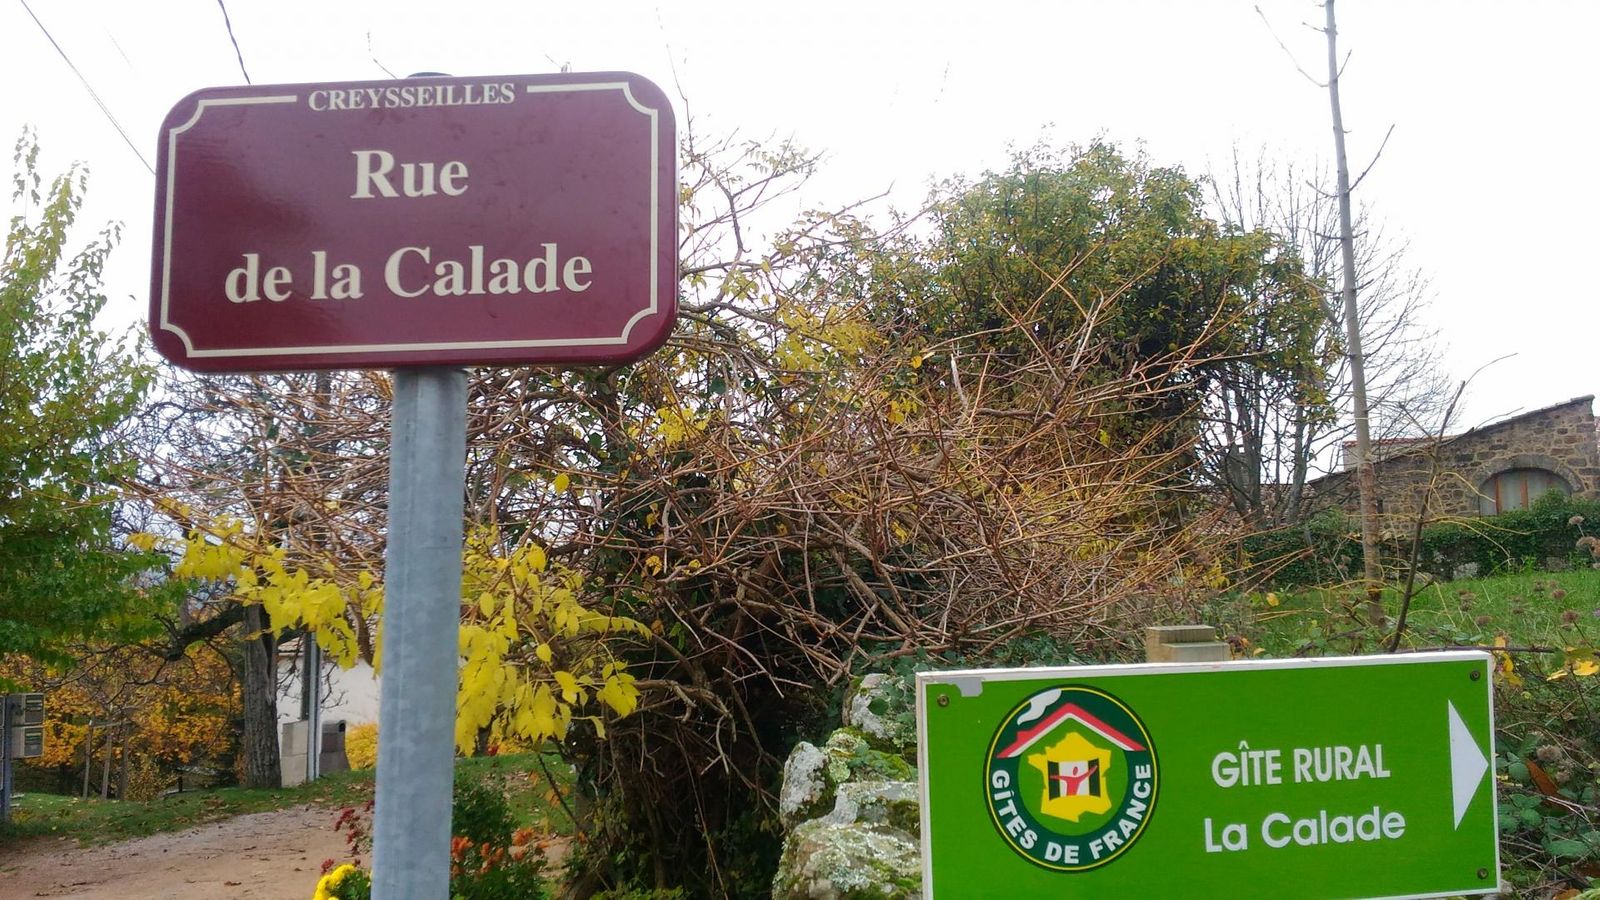 CREYSSEILLES
Rue
de la Calade
GÎTES DE FRANCE
GÎTE RURAL
La Calade